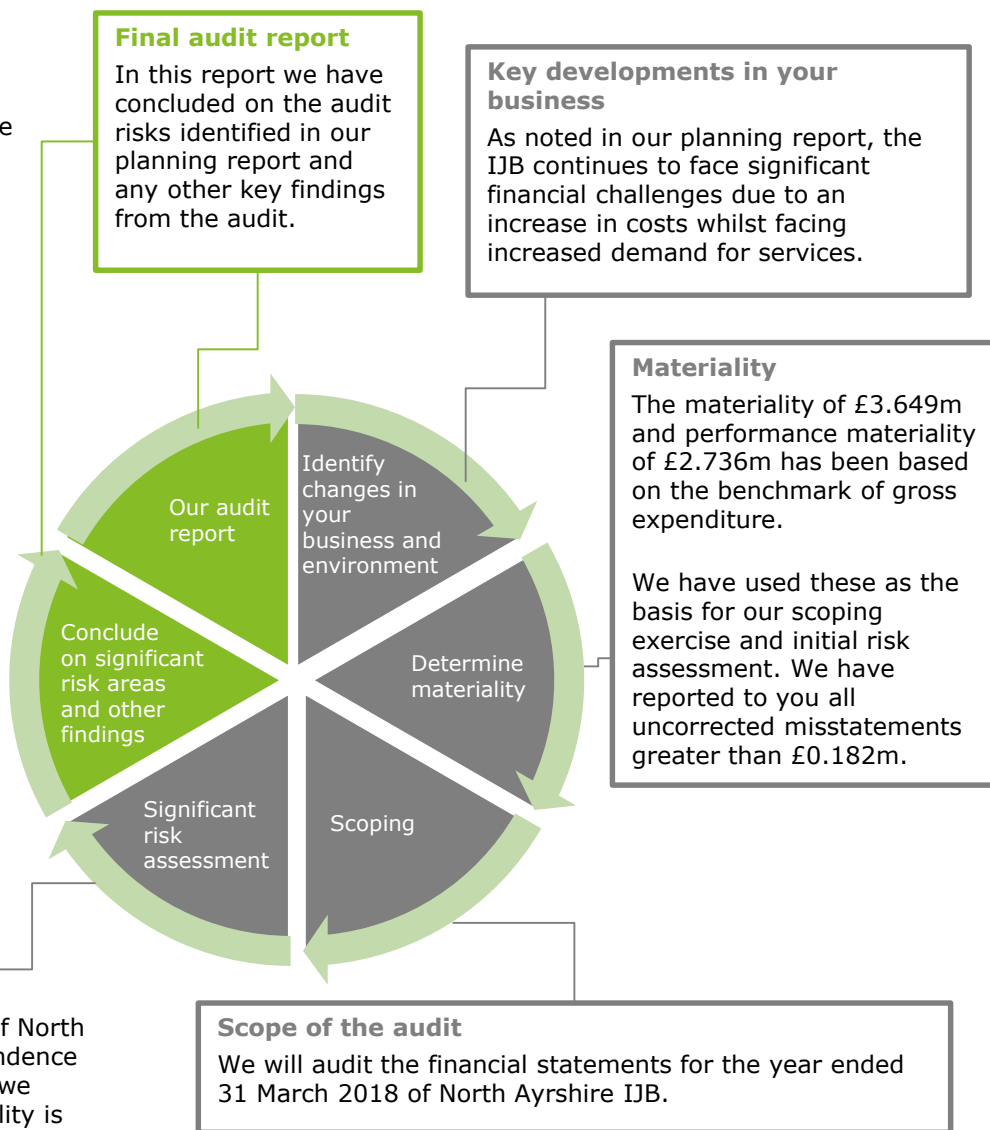 Final audit report
In this report we have
concluded on the audit
risks identified in our
planning report and
any other key findings
from the audit.
Key developments in your
business
As noted in our planning report, the
IJB continues to face significant
financial challenges due to an
increase in costs whilst facing
increased demand for services.
Materiality
The materiality of £3.649m
and performance materiality
of £2.736m has been based
on the benchmark of gross
expenditure.
We have used these as the
basis for our scoping
exercise and initial risk
assessment. We have
reported to you all
uncorrected misstatements
greater than £0.182m.
Our audit
report
Identify
changes in
your
business and
environment
Conclude
on significant
risk areas
and other
findings
Determine
materiality
Significant
risk
assessment
Scoping
North
we
is
Scope of the audit
We will audit the financial statements for the year ended
31 March 2018 of North Ayrshire IJB.